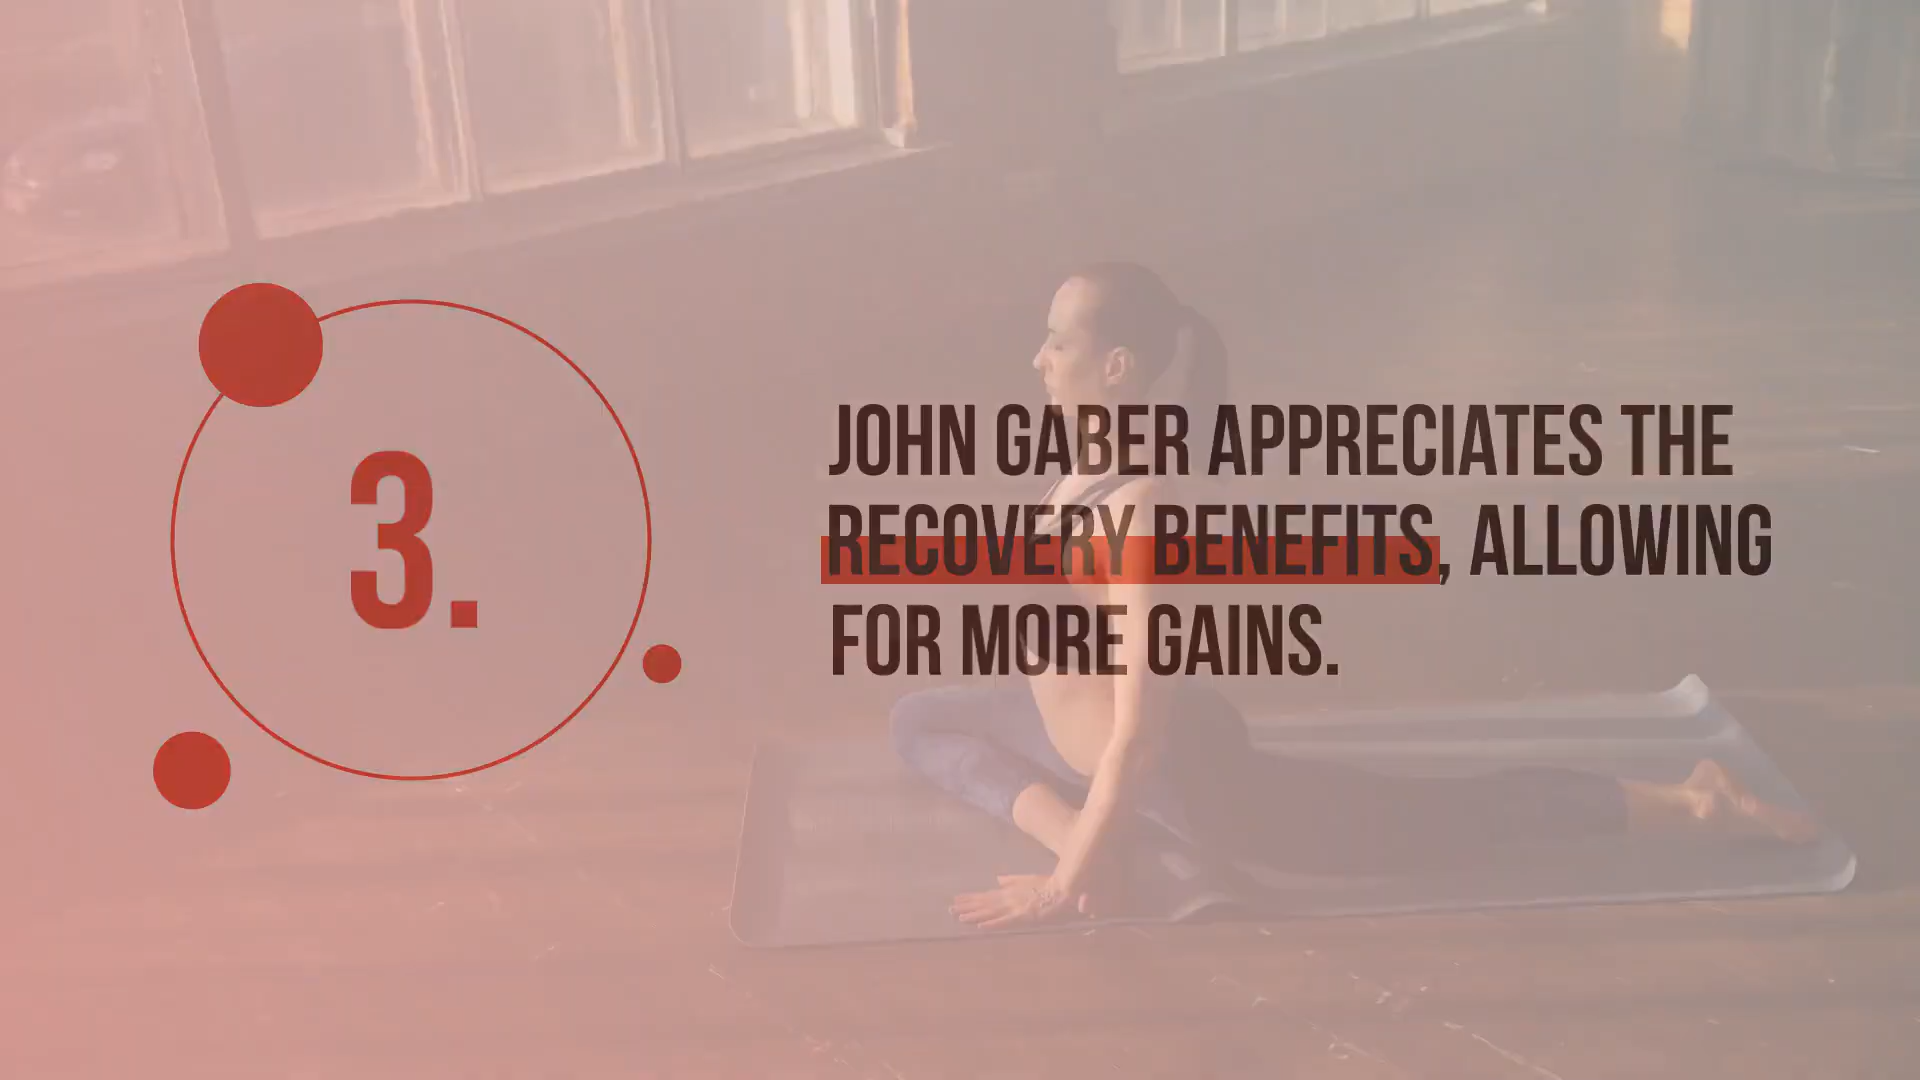 3.
JOHN GABER APPRECIATES THE
RECOVERY BENEFITS, ALLOWING
FOR MORE GAINS.